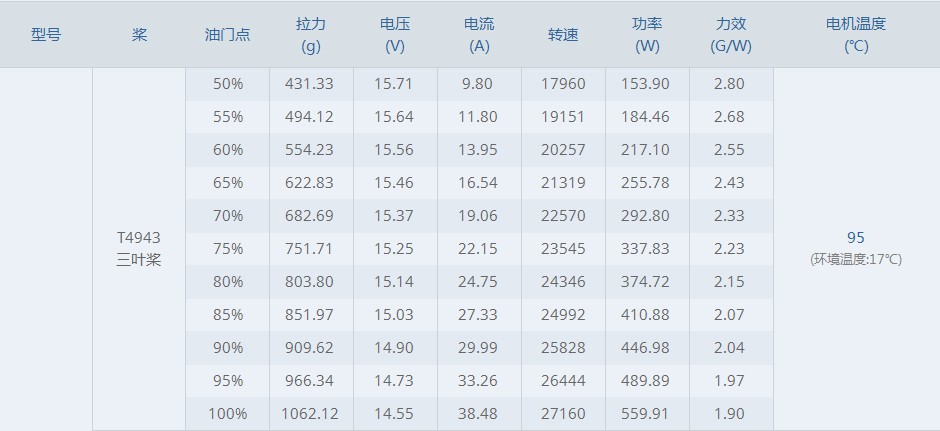 型号 桨 油门点 拉力 (g) 电压 (V) 电流 (A) 转速 功率 (W) 力效 (G/W) 电机温度 (℃)
50% 431.33 15.71 9.80 17960 153.90 2.80
55% 494.12 15.64 11.80 19151 184.46 2.68
60% 554.23 15.56 13.95 20257 217.10 2.55
65% 622.83 15.46 16.54 21319 255.78 2.43
70% 682.69 15.37 19.06 22570 292.80 2.33
T4943
三叶桨
75% 751.71 15.25 22.15 23545 337.83 2.23
95
(环境温度:17℃)
80% 803.80 15.14 24.75 24346 374.72 2.15
85% 851.97 15.03 27.33 24992 410.88 2.07
90% 909.62 14.90 29.99 25828 446.98 2.04
95% 966.34 14.73 33.26 26444 489.89 1.97
100% 1062.12 14.55 38.48 27160 559.91 1.90